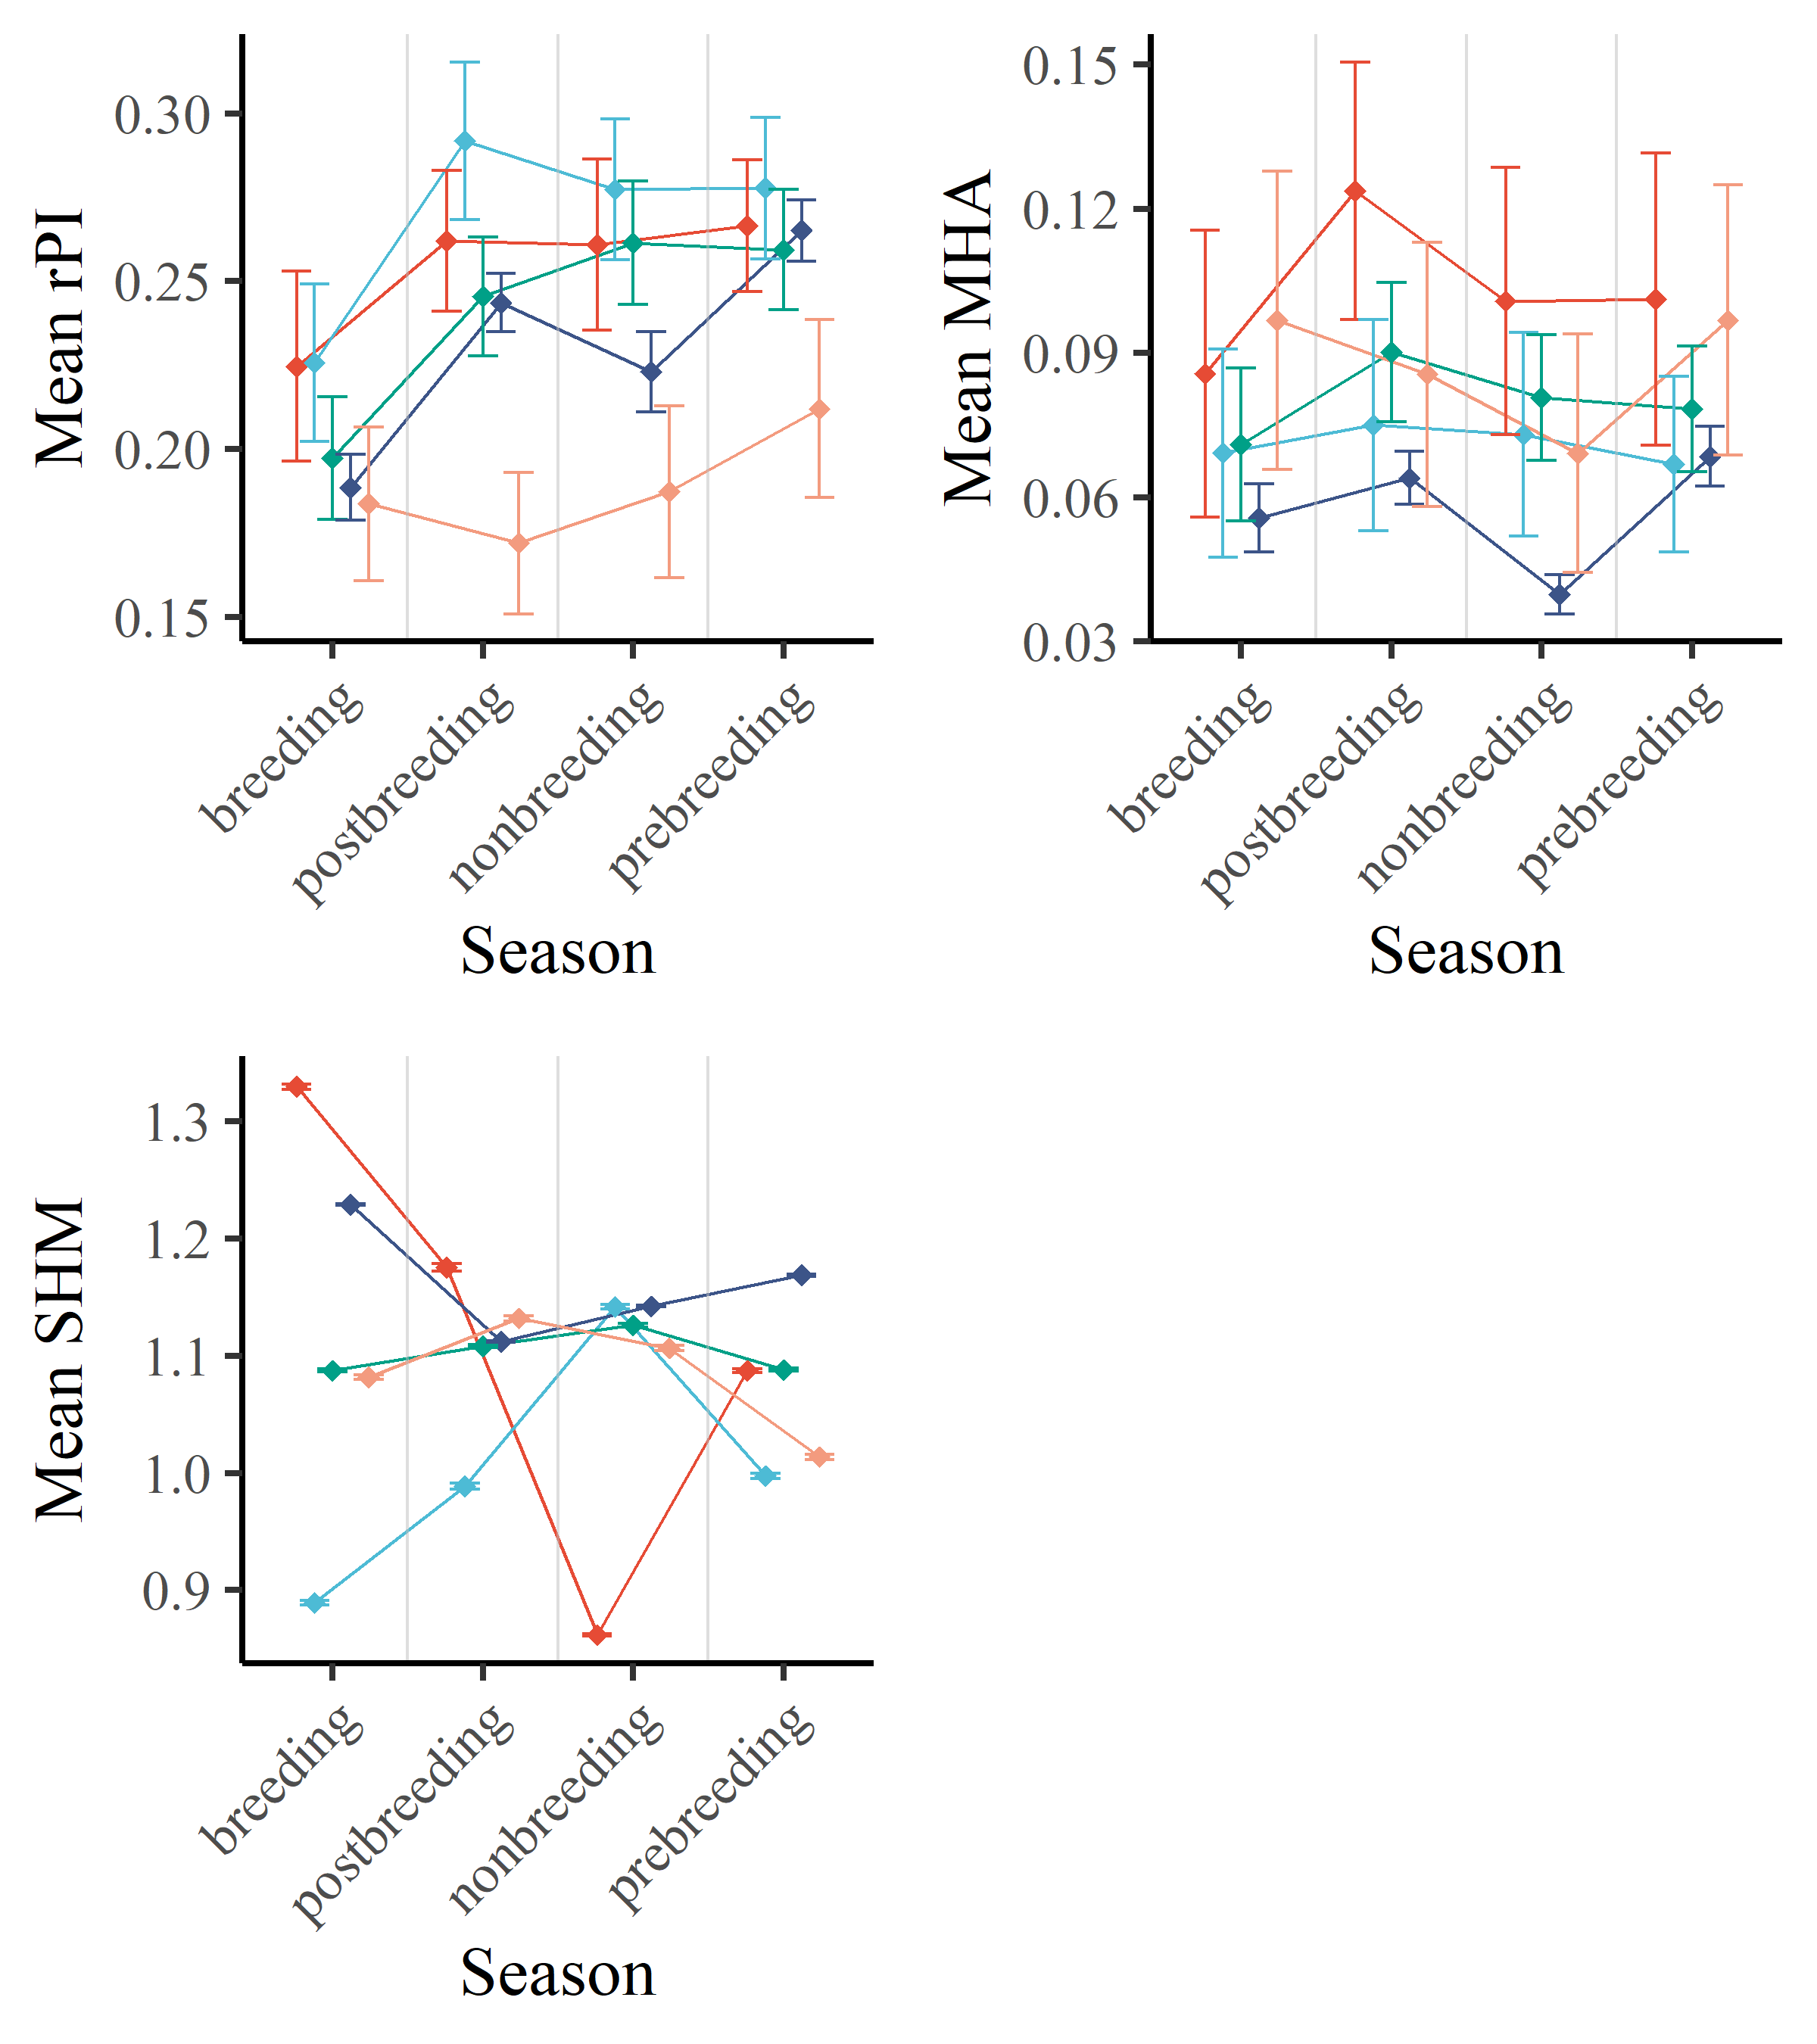 Mean rPI
0.30
0.25
0.20
0.15
breeding
postbreeding
nonbreeding
prebreeding
Season
Mean MHA
0.15
0.12
0.09
0.06
0.03
breeding
postbreeding
nonbreeding
prebreeding
Season
Mean SHM
1.3
1.2
1.1
1.0
0.9
breeding
postbreeding
nonbreeding
prebreeding
Season